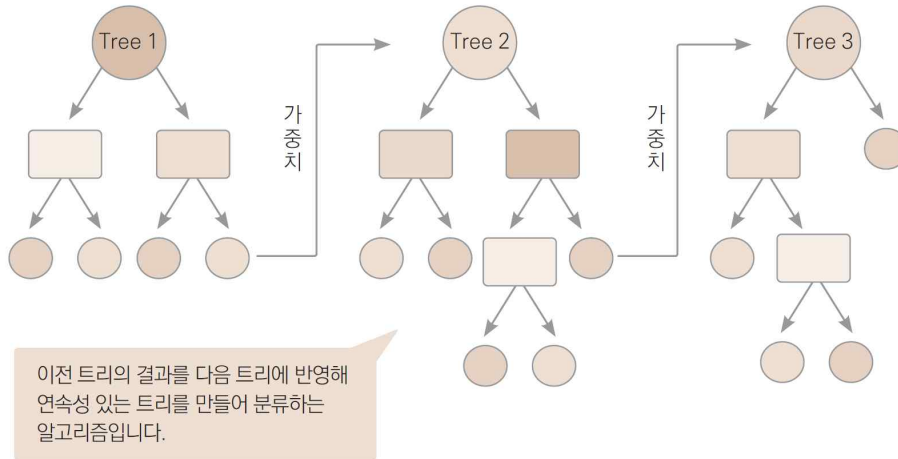 Tree 1
Tree 2
Tree 3
가중치
가중치
이전 트리의 결과를 다음 트리에 반영해
연속성 있는 트리를 만들어 분류하는
알고리즘입니다.